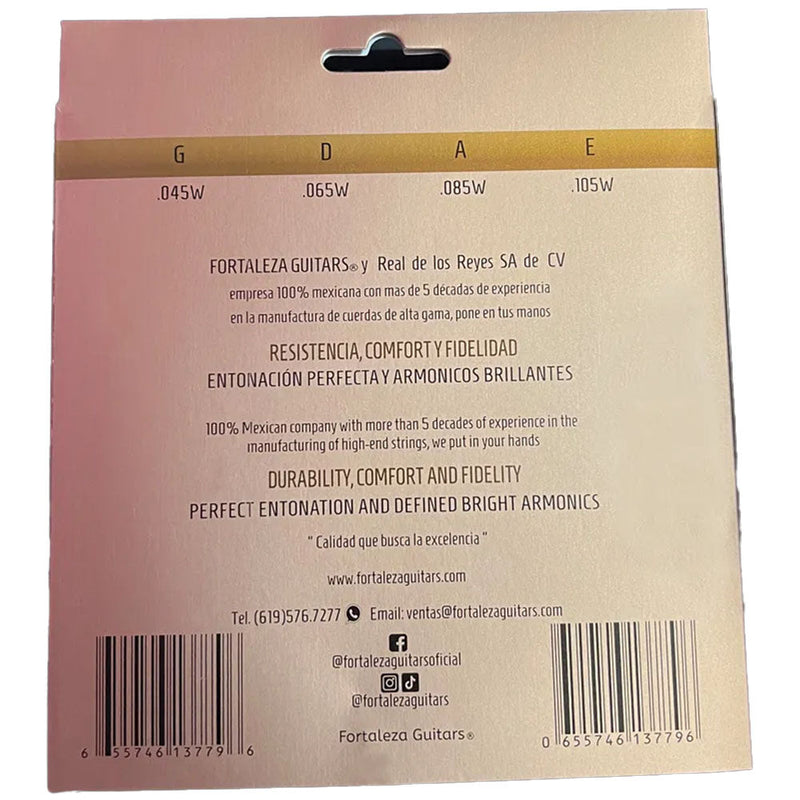 G D A E
.045W .065W .085W .105W
FORTALEZA GUITARS® y Real de los Reyes SA de CV
empresa 100% mexicana con mas de 5 décadas de experiencia
en la manufactura de cuerdas de alta gama, pone en tus manos
RESISTENCIA, COMFORT Y FIDELIDAD
ENTONACIÓN PERFECTA Y ARMONICOS BRILLANTES
100% Mexican company with more than 5 decades of experience in the
manufacturing of high-end strings, we put in your hands
DURABILITY, COMFORT AND FIDELITY
PERFECT ENTONATION AND DEFINED BRIGHT ARMONICS
" Calidad que busca la excelencia "
www.fortalezaguitars.com
Tel. (619)576.7277 Email: ventas@fortalezaguitars.com
@fortalezaguitarsoficial
@fortalezaguitars
Fortaleza Guitars®
6 55746 13779 6
0 655746 137796